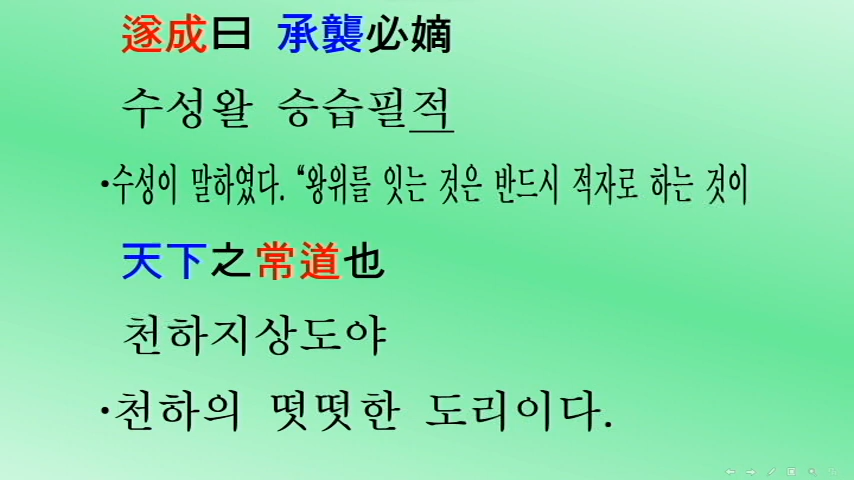 遂成曰 承襲必嫡
수성왈 승습필적
•수성이 말하였다. “왕위를 잇는 것은 반드시 적자로 하는 것이
天下之常道也
천하지상도야
•천하의 떳떳한 도리이다.